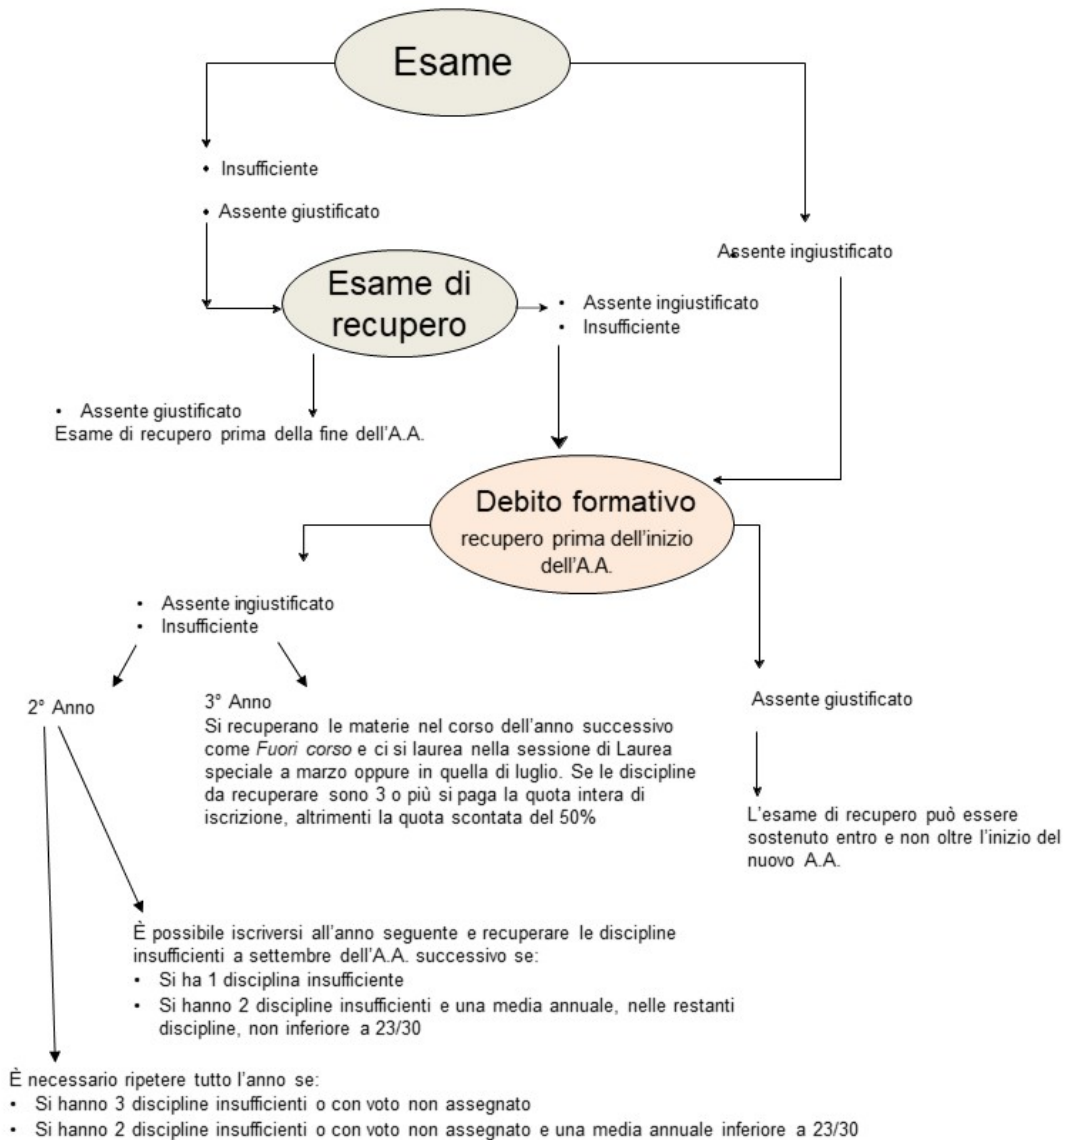 Esame
• Insufficiente
• Assente giustificato
Assente ingiustificato
Esame di
recupero
• Assente ingiustificato
• Insufficiente
• Assente giustificato
Esame di recupero prima della fine dell'A.A.
Debito formativo
recupero prima dell'inizio
dell'A.A.
• Assente ingiustificato
• Insufficiente
Assente giustificato
2° Anno
3° Anno
Si recuperano le materie nel corso dell'anno successivo
come Fuori corso e ci si laurea nella sessione di Laurea
speciale a marzo oppure in quella di luglio. Se le discipline
da recuperare sono 3 o più si paga la quota intera di
iscrizione, altrimenti la quota scontata del 50%
L'esame di recupero può essere
sostenuto entro e non oltre l'inizio del
nuovo A.A.
È possibile iscriversi all'anno seguente e recuperare le discipline
insufficienti a settembre dell'A.A. successivo se:
• Si ha 1 disciplina insufficiente
• Si hanno 2 discipline insufficienti e una media annuale, nelle restanti
discipline, non inferiore a 23/30
È necessario ripetere tutto l'anno se:
• Si hanno 3 discipline insufficienti o con voto non assegnato
• Si hanno 2 discipline insufficienti o con voto non assegnato e una media annuale inferiore a 23/30